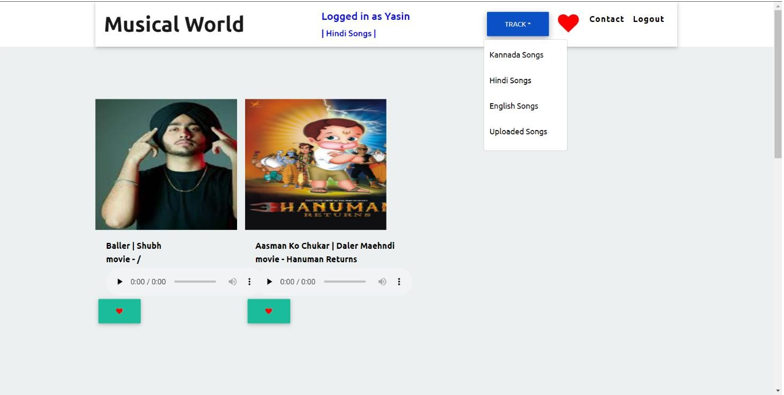 Musical World
Logged in as Yasin
| Hindi Songs |
TRACK
Contact
Logout
Kannada Songs
Hindi Songs
English Songs
Uploaded Songs
HANUMAN
RETURNS
Baller | Shubh
movie - /
0:00 / 0:00
Aasman Ko Chukar | Daler Maehndi
movie - Hanuman Returns
0:00 / 0:00